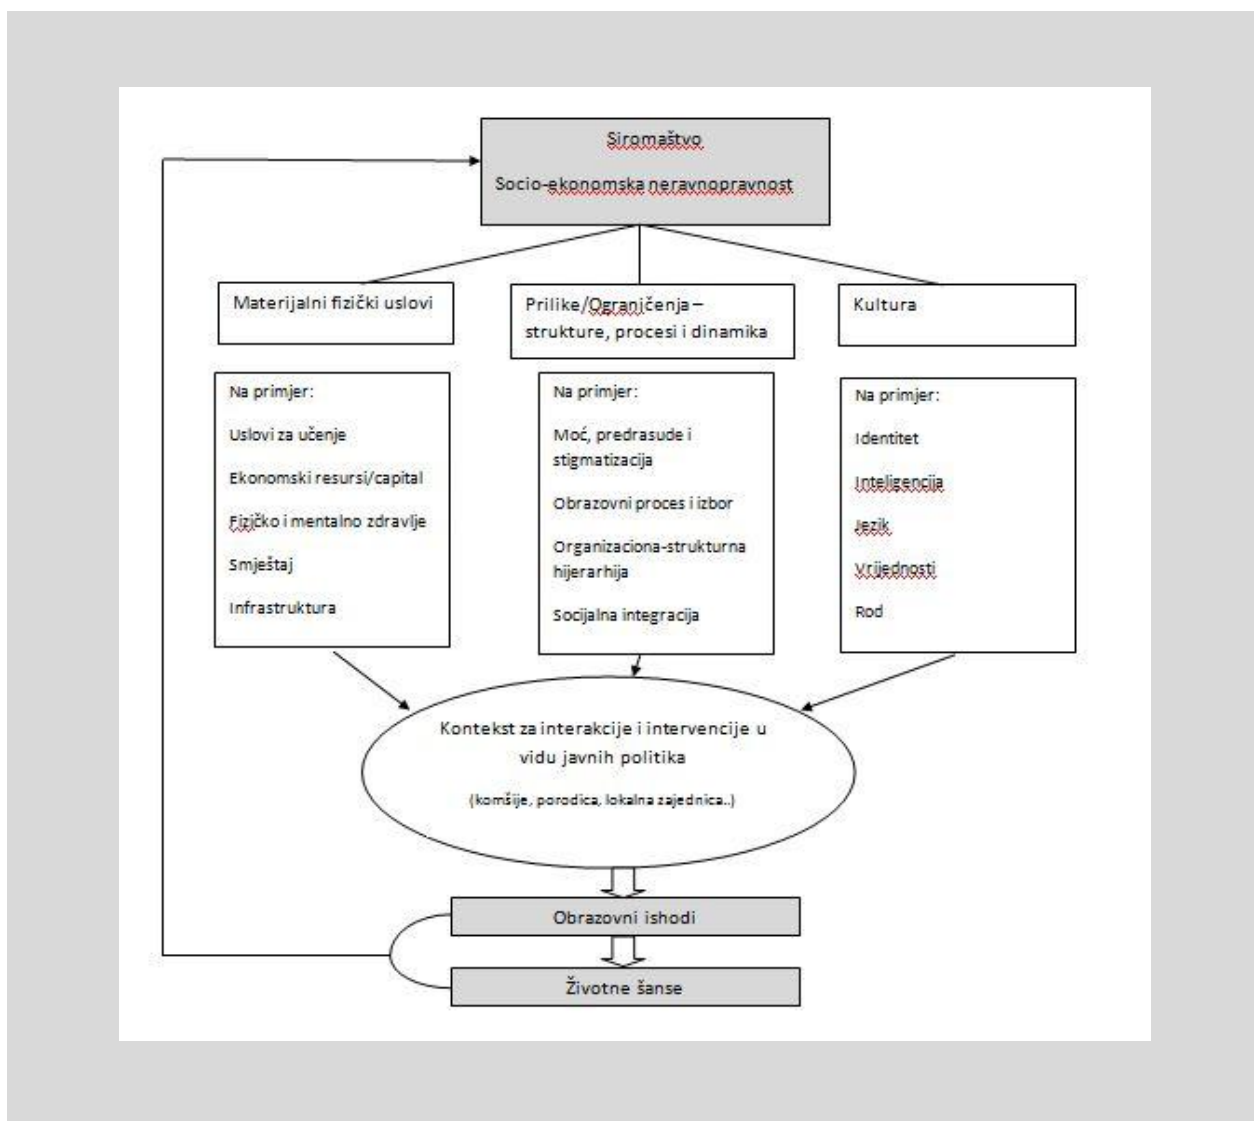 Siromaštvo
Socio-ekonomska neravnopravnost
Materijalni fizički uslovi
Prilike/Ograničenja –
strukture, procesi i dinamika
Kultura
Na primjer:
Uslovi za učenje
Ekonomski resursi/capital
Fizičko i mentalno zdravlje
Smještaj
Infrastruktura
Na primjer:
Moć, predrasude i
stigmatizacija
Obrazovni proces i izbor
Organizaciona-strukturna
hijerarhija
Socijalna integracija
Na primjer:
Identitet
Inteligencija
Jezik
Vrijednosti
Rod
Kontekst za interakcije i intervencije u
vidu javnih politika
(komšije, porodica, lokalna zajednica..)
Obrazovni ishodi
Životne šanse